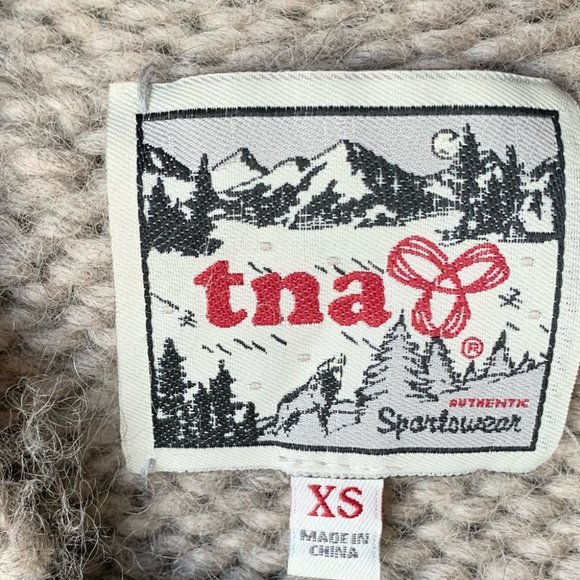 tna
®
AUTHENTIC
Sportswear
XS
MADE IN
CHINA